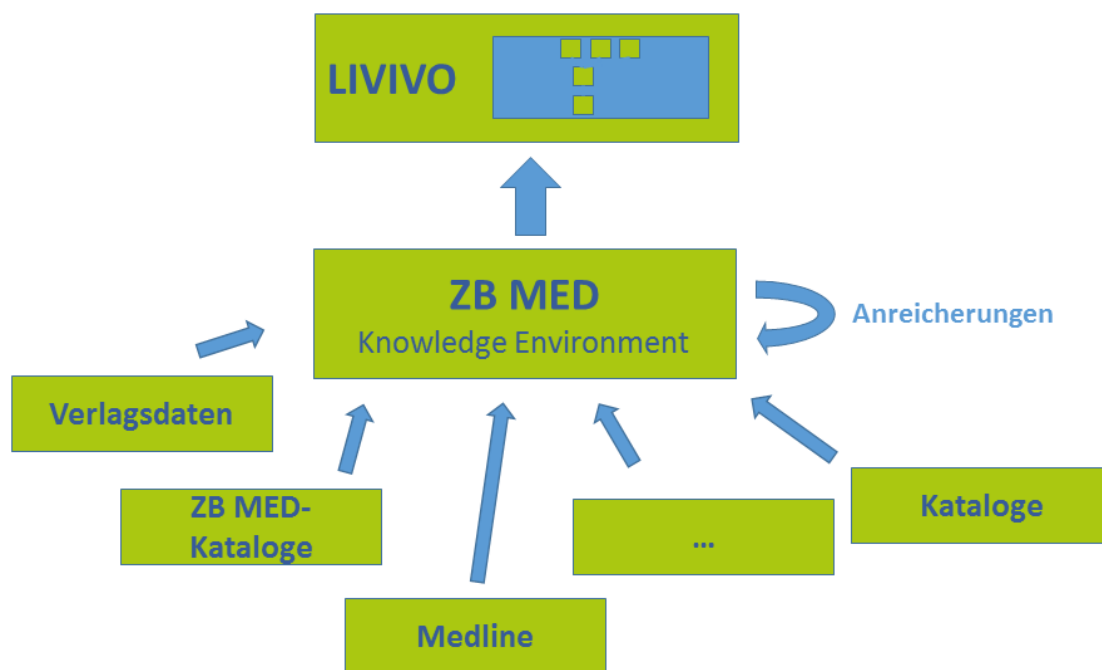 LIVIVO
ZB MED
Knowledge Environment
Anreicherungen
Verlagsdaten
ZB MED-
Kataloge
Medline
…
Kataloge